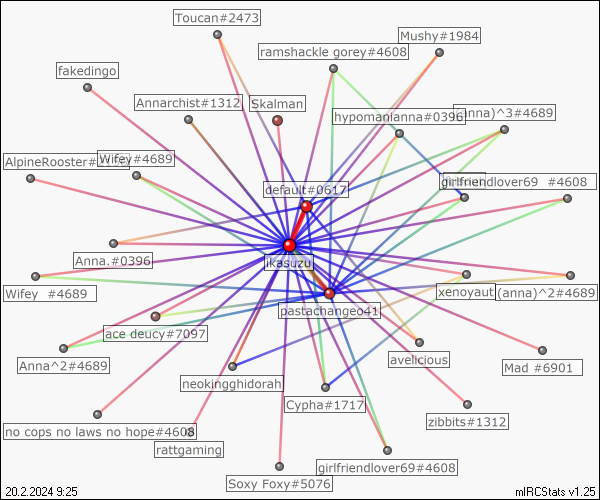 Toucan#2473
Mushy#1984
ramshackle gorey#4608
fakedingo
Annarchist#1312
Skalman
hypomanianna#0396
(anna)^3#4689
AlpineRooster#
Wifey#4689
default#0617
girlfriendlover69 #4608
Anna.#0396
ikasuzu
Wifey #4689
xenoyaut
(anna)^2#4689
pastachangeo41
ace deucy#7097
avelicious
Anna^2#4689
Mad #6901
neokingghidorah
Cypha#1717
zibbits#1312
no cops no laws no hope#4608
rattgaming
girlfriendlover69#4608
Soxy Foxy#5076
20.2.2024 9:25
mIRCStats v1.25